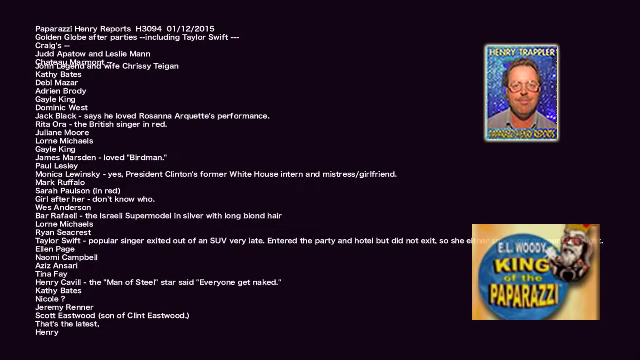 Paparazzi Henry Reports H3094 01/12/2015
Golden Globe after parties --including Taylor Swift ---
Craig's --
Judd Apatow and Leslie Mann
Chateau Marmont --
John Legend and wife Chrissy Teigan
Kathy Bates
Debi Mazar
Adrien Brody
Gayle King
Dominic West
Jack Black - says he loved Rosanna Arquette's performance.
Rita Ora - the British singer in red.
Juliane Moore
Lorne Michaels
Gayle King
James Marsden - loved "Birdman."
Paul Lesley
Monica Lewinsky - yes, President Clinton's former White House intern and mistress/girlfriend.
Mark Ruffalo
Sarah Paulson (in red)
Girl after her - don't know who.
Wes Anderson
Bar Rafaeli - the Israeli Supermodel in silver with long blond hair
Lorne Michaels
Ryan Seacrest
Taylor Swift - popular singer exited out of an SUV very late. Entered the party and hotel but did not exit, so she
Ellen Page
Naomi Campbell
Aziz Ansari
Tina Fay
Henry Cavill - the "Man of Steel" star said "Everyone get naked."
Kathy Bates
Nicole ?
Jeremy Renner
Scott Eastwood (son of Clint Eastwood.)
That's the latest,
Henry
HENRY TRAPPLER
PAPARAZZI HENRY REPORTS
E.L. WOODY
KING
of the
PAPARAZZI